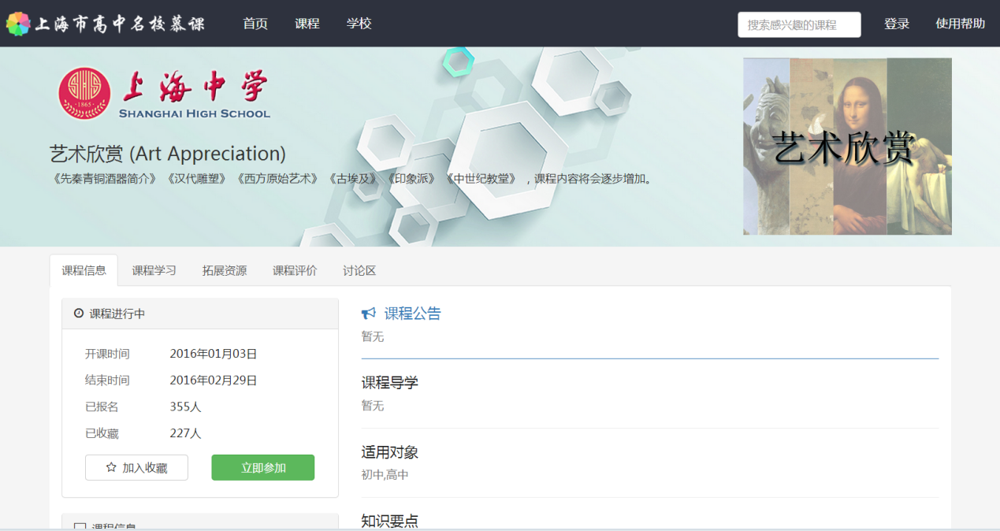 上海市高中名校慕课 首页 课程 学校 搜索感兴趣的课程 登录 使用帮助
SHS
·1865·
上海中学
SHANGHAI HIGH SCHOOL
艺术欣赏 (Art Appreciation)
《先秦青铜酒器简介》 《汉代雕塑》 《西方原始艺术》 《古埃及》 《印象派》 《中世纪教堂》 ，课程内容将会逐步增加。
艺术欣赏
课程信息 课程学习 拓展资源 课程评价 讨论区
课程进行中
开课时间 2016年01月03日
结束时间 2016年02月29日
已报名 355人
已收藏 227人
加入收藏 立即参加
课程信息
课程公告
暂无
课程导学
暂无
适用对象
初中,高中
知识要点